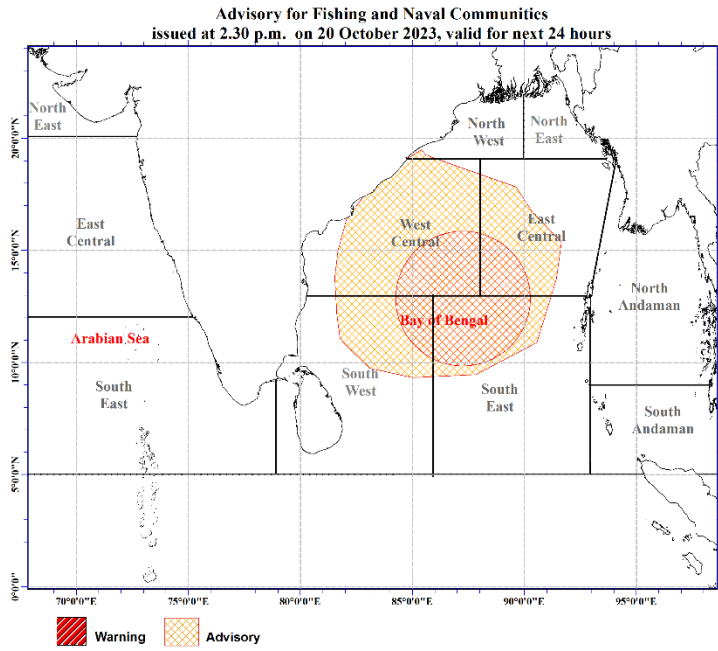 Advisory for Fishing and Naval Communities
issued at 2.30 p.m. on 20 October 2023, valid for next 24 hours
North
East
North
West
North
East
20°0'0"N
East
Central
West
Central
East
Central
15°0'0"N
North
Andaman
Bay of Bengal
Arabian Sea
10°0'0"N
South
East
South
West
South
East
South
Andaman
5°0'0"N
0°0'0"
70°0'0"E 75°0'0"E 80°0'0"E 85°0'0"E 90°0'0"E 95°0'0"E
Warning Advisory